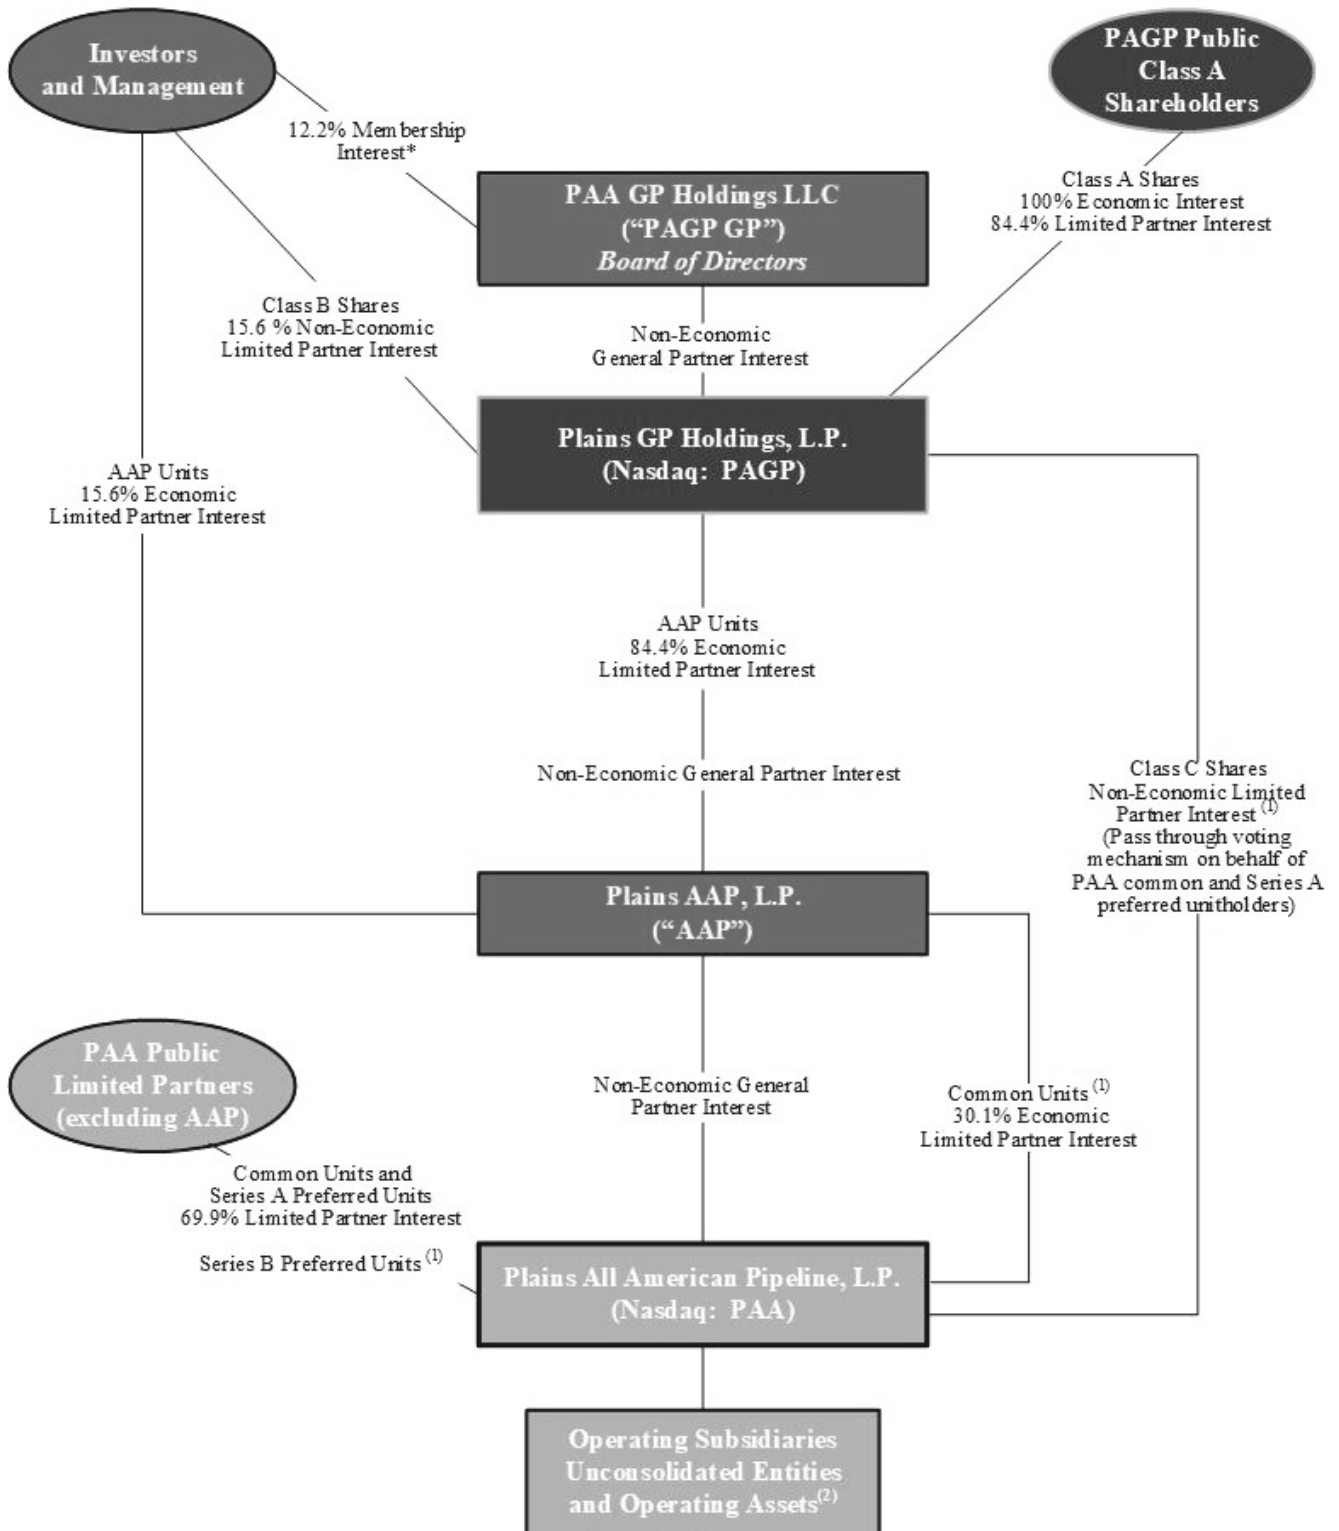 Investors
and Management
PAGP Public
Class A
Shareholders
12.2% Membership
Interest*
PAA GP Holdings LLC
(“PAGP GP”)
Board of Directors
Class A Shares
100% Economic Interest
84.4% Limited Partner Interest
Class B Shares
15.6 % Non-Economic
Limited Partner Interest
Non-Economic
General Partner Interest
Plains GP Holdings, L.P.
(Nasdaq: PAGP)
AAP Units
15.6% Economic
Limited Partner Interest
AAP Units
84.4% Economic
Limited Partner Interest
Non-Economic General Partner Interest
Class C Shares
Non-Economic Limited
Partner Interest (1)
(Pass through voting
mechanism on behalf of
PAA common and Series A
preferred unitholders)
Plains AAP, L.P.
(“AAP”)
PAA Public
Limited Partners
(excluding AAP)
Non-Economic General
Partner Interest
Common Units (1)
30.1% Economic
Limited Partner Interest
Common Units and
Series A Preferred Units
69.9% Limited Partner Interest
Series B Preferred Units (1)
Plains All American Pipeline, L.P.
(Nasdaq: PAA)
Operating Subsidiaries
Unconsolidated Entities
and Operating Assets(2)